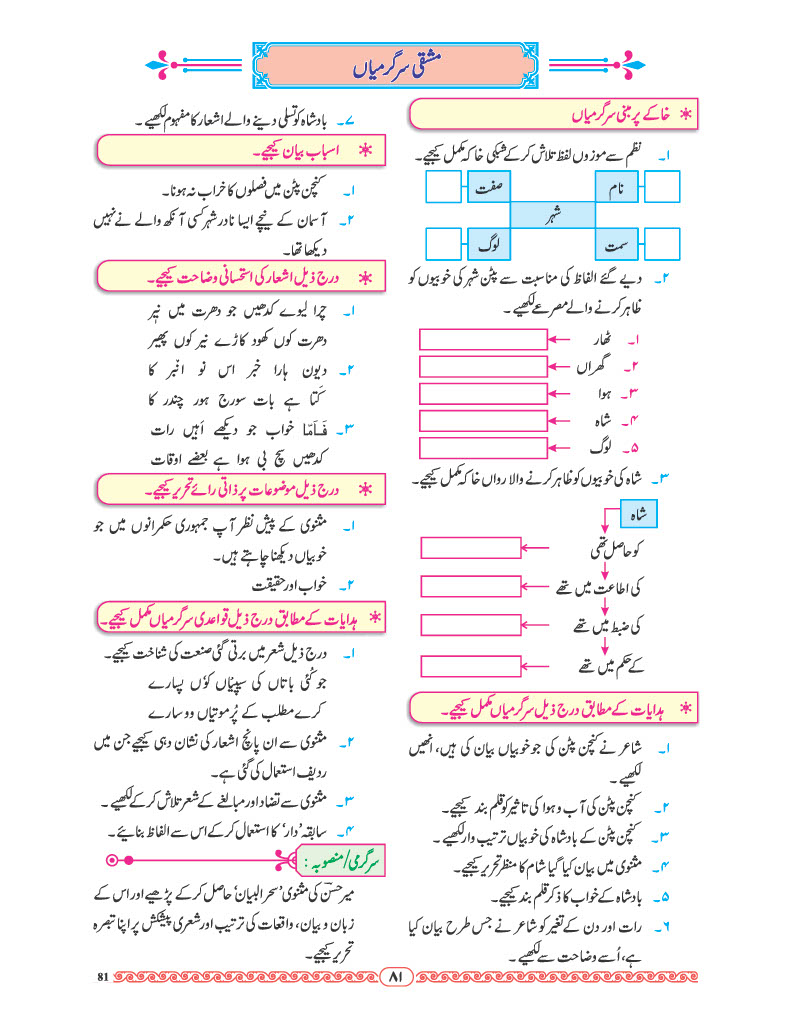 مشقی سرگرمیاں
* خاکے پر مبنی سرگرمیاں
۱۔ نظم سے موزوں لفظ تلاش کرکے شبکی خاکہ مکمل کیجیے۔
نام
صفت
شہر
سمت
لوگ
۲۔ دیے گئے الفاظ کی مناسبت سے پٹن شہر کی خوبیوں کو
ظاہر کرنے والے مصرعے لکھیے۔
۱۔ ٹھار
۲۔ گھراں
۳۔ ہوا
۴۔ شاہ
۵۔ لوگ
۳۔ شاہ کی خوبیوں کو ظاہر کرنے والا رواں خاکہ مکمل کیجیے۔
شاہ
کو حاصل تھی
کی اطاعت میں تھے
کی ضبط میں تھے
کے حکم میں تھے
* ہدایات کے مطابق درج ذیل سرگرمیاں مکمل کیجیے۔
۱۔ شاعر نے کنچن پٹن کی جو خوبیاں بیان کی ہیں، انھیں
لکھیے۔
۲۔ کنچن پٹن کی آب و ہوا کی تاثیر کو قلم بند کیجیے۔
۳۔ کنچن پٹن کے بادشاہ کی خوبیاں ترتیب وار لکھیے۔
۴۔ مثنوی میں بیان کیا گیا شام کا منظر تحریر کیجیے۔
۵۔ بادشاہ کے خواب کا ذکر قلم بند کیجیے۔
۶۔ رات اور دن کے تغیر کو شاعر نے جس طرح بیان کیا
ہے، اُسے وضاحت سے لکھیے۔
۷۔ بادشاہ کو تسلی دینے والے اشعار کا مفہوم لکھیے۔
* اسباب بیان کیجیے۔
۱۔ کنچن پٹن میں فصلوں کا خراب نہ ہونا۔
۲۔ آسمان کے نیچے ایسا نادر شہر کسی آنکھ والے نے نہیں
دیکھا تھا۔
* درج ذیل اشعار کی استحسانی وضاحت کیجیے۔
۱۔ چرا لیوے کدھیں جو دھرت میں نیر
دھرت کوں کھود کاڑے نیر کوں پھیر
۲۔ دیون ہارا خبر اس نو انبر کا
کتا ہے بات سورج ہور چندر کا
۳۔ فَاَمّا خواب جو دیکھے اہیں رات
کدھیں سچ بی ہوا ہے بعضے اوقات
* درج ذیل موضوعات پر ذاتی رائے تحریر کیجیے۔
۱۔ مثنوی کے پیش نظر آپ جمہوری حکمرانوں میں جو
خوبیاں دیکھنا چاہتے ہیں۔
۲۔ خواب اور حقیقت
* ہدایات کے مطابق درج ذیل قواعدی سرگرمیاں مکمل کیجیے۔
۱۔ درج ذیل شعر میں برتی گئی صنعت کی شناخت کیجیے۔
جو کُئی باتاں کی سیپیّاں کوں پسارے
کرے مطلب کے پُر موتیاں وو سارے
۲۔ مثنوی سے ان پانچ اشعار کی نشان دہی کیجیے جن میں
ردیف استعمال کی گئی ہے۔
۳۔ مثنوی سے تضاد اور مبالغے کے شعر تلاش کرکے لکھیے۔
۴۔ سابقہ 'دار' کا استعمال کرکے اس سے الفاظ بنائیے۔
سرگرمی/منصوبہ :
میر حسنؔ کی مثنوی 'سحر البیان' حاصل کرکے پڑھیے اور اس کے
زبان و بیان، واقعات کی ترتیب اور شعری پیشکش پر اپنا تبصرہ
تحریر کیجیے۔
۸۱
81